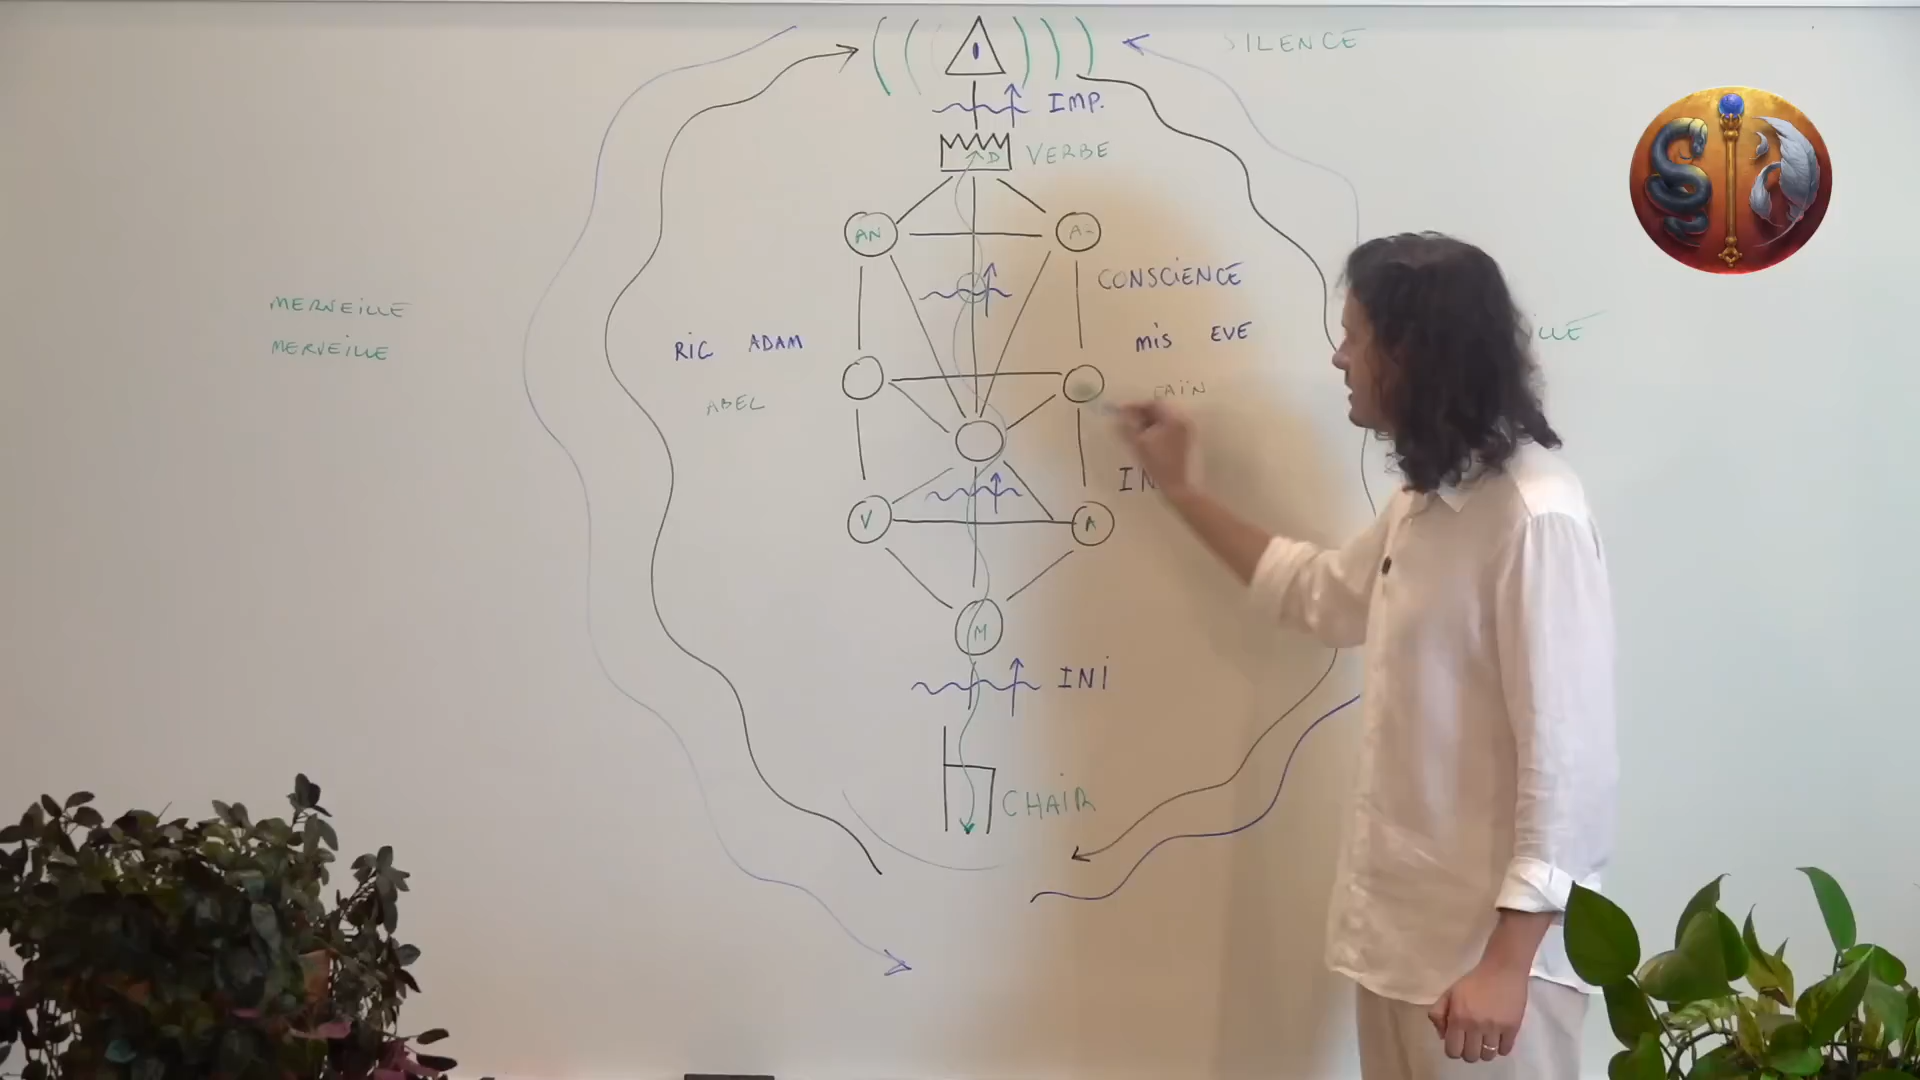 SILENCE
IMP.
D VERBE
AN A-
CONSCIENCE
MERVEILLE
MERVEILLE
RIC ADAM
mis EVE
ABEL
V A
M
INI
CHAIR